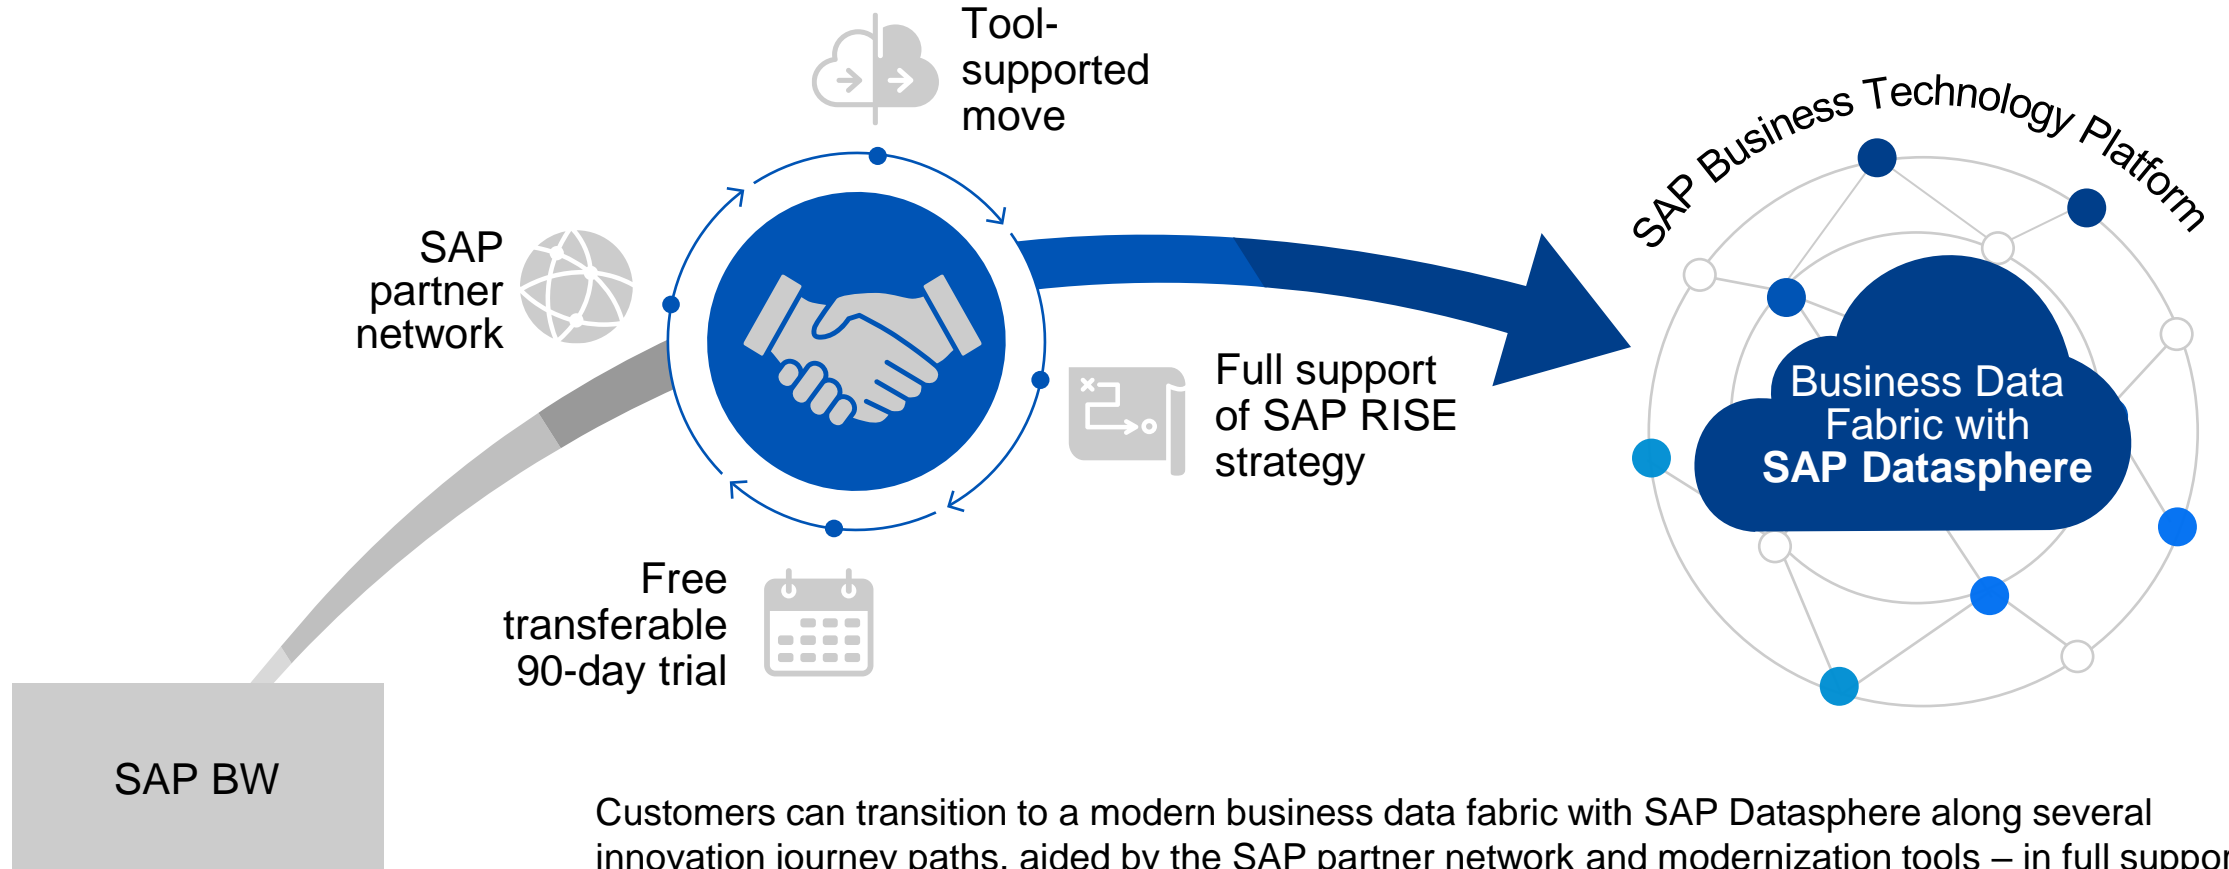 Tool-
supported
move
SAP Business Technology Platform
SAP
partner
network
Full support
of SAP RISE
strategy
Business Data
Fabric with
SAP Datasphere
Free
transferable
90-day trial
SAP BW
Customers can transition to a modern business data fabric with SAP Datasphere along several
innovation journey paths, aided by the SAP partner network and modernization tools – in full